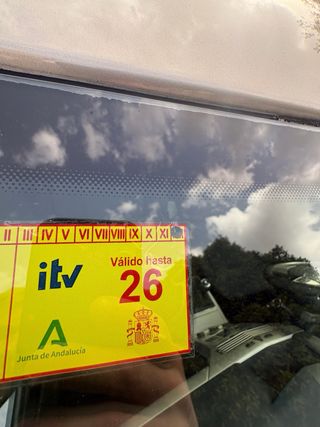 II III IV V VI VII VIII IX X XI
itv
Válido hasta
26
Junta de Andalucía